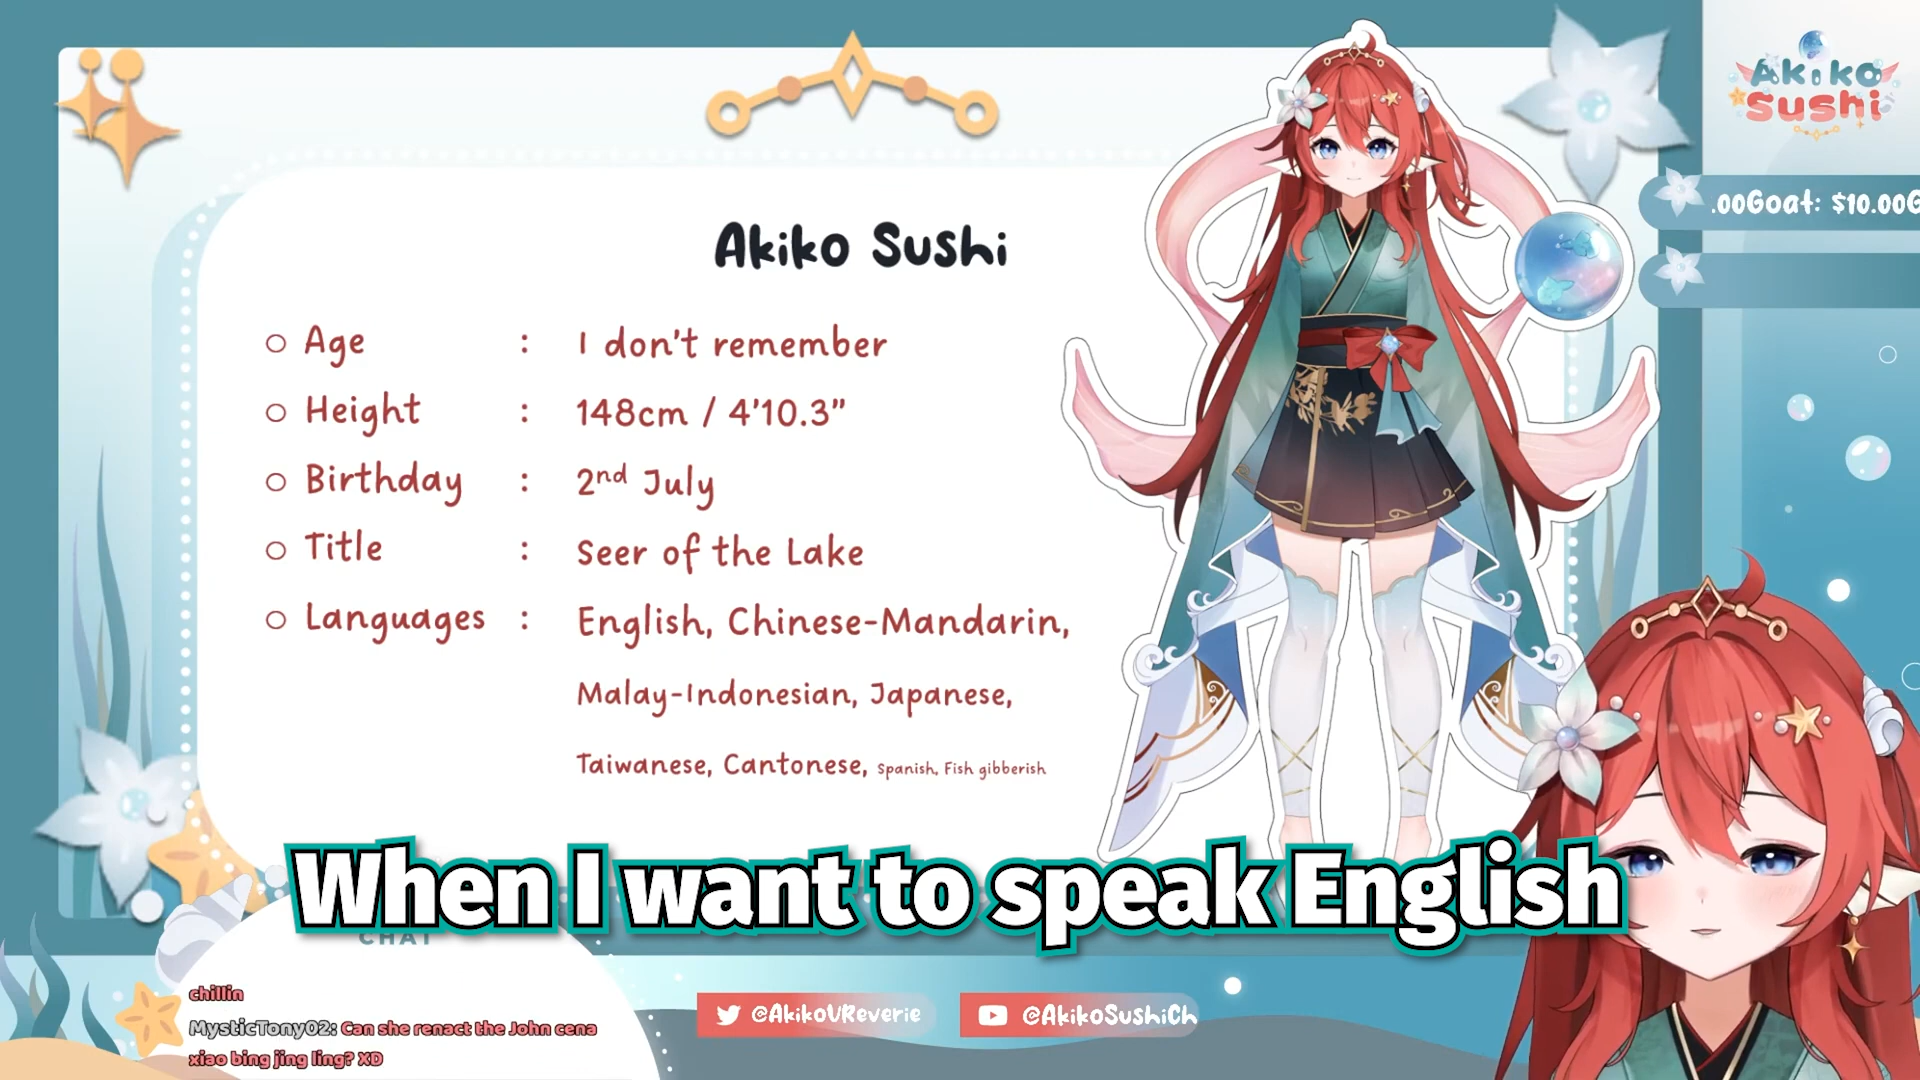 Akiko
Sushi
.00Goal: $10.00G
Akiko Sushi
Age : I don't remember
Height : 148cm / 4'10.3"
Birthday : 2nd July
Title : Seer of the Lake
Languages : English, Chinese-Mandarin,
Malay-Indonesian, Japanese,
Taiwanese, Cantonese, Spanish, Fish gibberish
When I want to speak English
CHAT
chillin
MysticTony02: Can she renact the John cena
xiao bing jing ling? XD
@AkikoVReverie
@AkikoSushiCh